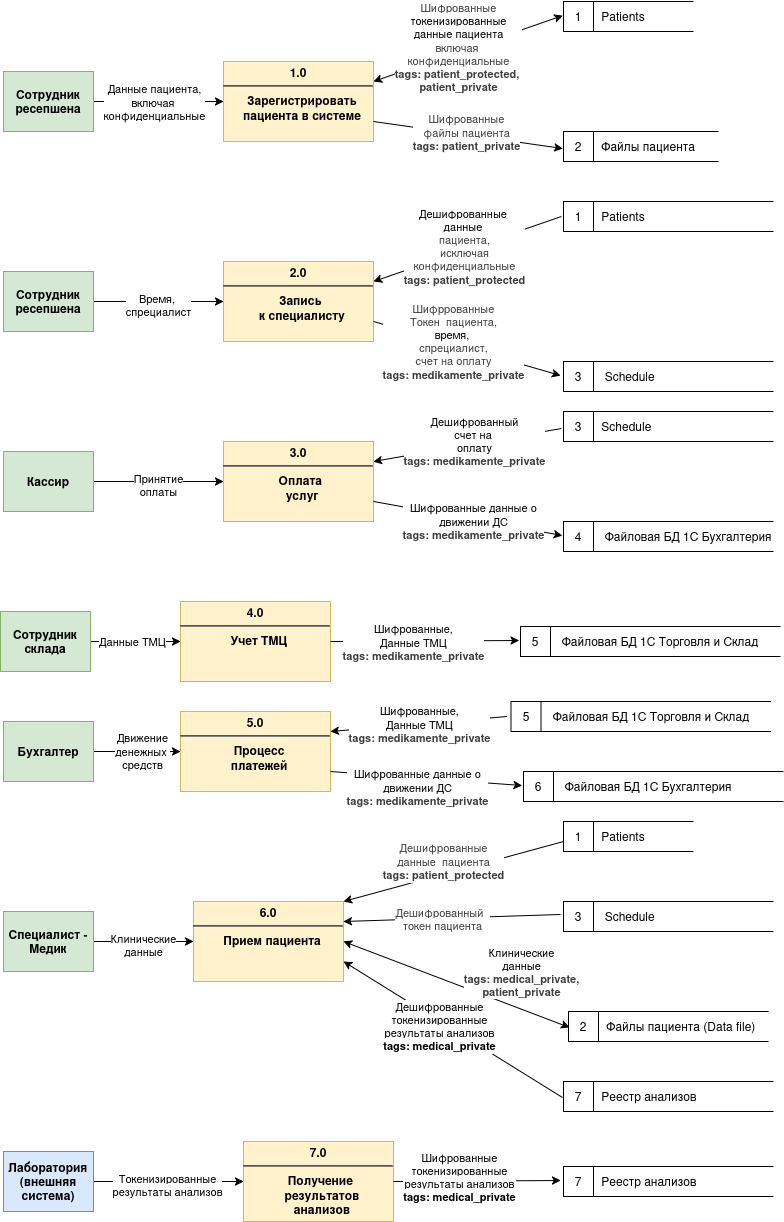 Сотрудник
ресепшена
Данные пациента,
включая
конфиденциальные
1.0
Зарегистрировать
пациента в системе
Шифрованные
токенизированные
данные пациента
включая
конфиденциальные
tags: patient_protected,
patient_private
1
Patients
Шифрованные
файлы пациента
tags: patient_private
2
Файлы пациента
Сотрудник
ресепшена
Время,
спрециалист
2.0
Запись
к специалисту
Дешифрованные
данные
пациента,
исключая
конфиденциальные
tags: patient_protected
1
Patients
Шифрррованные
Токен пациента,
время,
спрециалист,
счет на оплату
tags: medikamente_private
3
Schedule
Кассир
Принятие
оплаты
3.0
Оплата
услуг
Дешифрованный
счет на
оплату
tags: medikamente_private
3
Schedule
Шифрованные данные о
движении ДС
tags: medikamente_private
4
Файловая БД 1С Бухгалтерия
Сотрудник
склада
Данные ТМЦ
4.0
Учет ТМЦ
Шифрованные,
Данные ТМЦ
tags: medikamente_private
5
Файловая БД 1С Торговля и Склад
Бухгалтер
Движение
денежных
средств
5.0
Процесс
платежей
Шифрованные,
Данные ТМЦ
tags: medikamente_private
5
Файловая БД 1С Торговля и Склад
Шифрованные данные о
движении ДС
tags: medikamente_private
6
Файловая БД 1С Бухгалтерия
Специалист -
Медик
Клинические
данные
6.0
Прием пациента
Дешифрованные
данные пациента
tags: patient_protected
1
Patients
Дешифрованный
токен пациента
3
Schedule
Клинические
данные
tags: medical_private,
patient_private
2
Файлы пациента (Data file)
Дешифрованные
токенизированные
результаты анализов
tags: medical_private
7
Реестр анализов
Лаборатория
(внешняя
система)
Токенизированные
результаты анализов
7.0
Получение
результатов
анализов
Шифрованные
токенизированные
результаты анализов
tags: medical_private
7
Реестр анализов